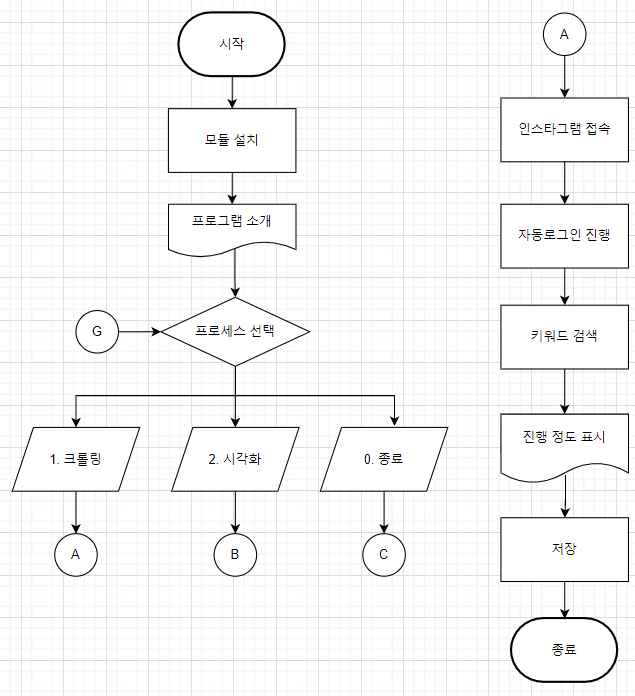 시작
모듈 설치
프로그램 소개
G
프로세스 선택
1. 크롤링
2. 시각화
0. 종료
A
B
C
A
인스타그램 접속
자동로그인 진행
키워드 검색
진행 정도 표시
저장
종료